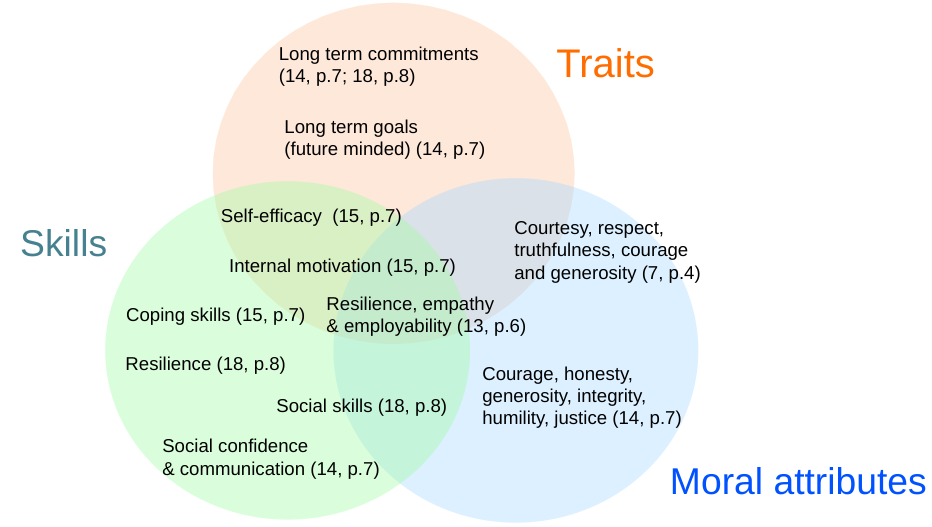 Long term commitments
(14, p.7; 18, p.8)
Traits
Long term goals
(future minded) (14, p.7)
Skills
Self-efficacy (15, p.7)
Internal motivation (15, p.7)
Courtesy, respect,
truthfulness, courage
and generosity (7, p.4)
Coping skills (15, p.7)
Resilience, empathy
& employability (13, p.6)
Resilience (18, p.8)
Courage, honesty,
generosity, integrity,
humility, justice (14, p.7)
Social skills (18, p.8)
Social confidence
& communication (14, p.7)
Moral attributes